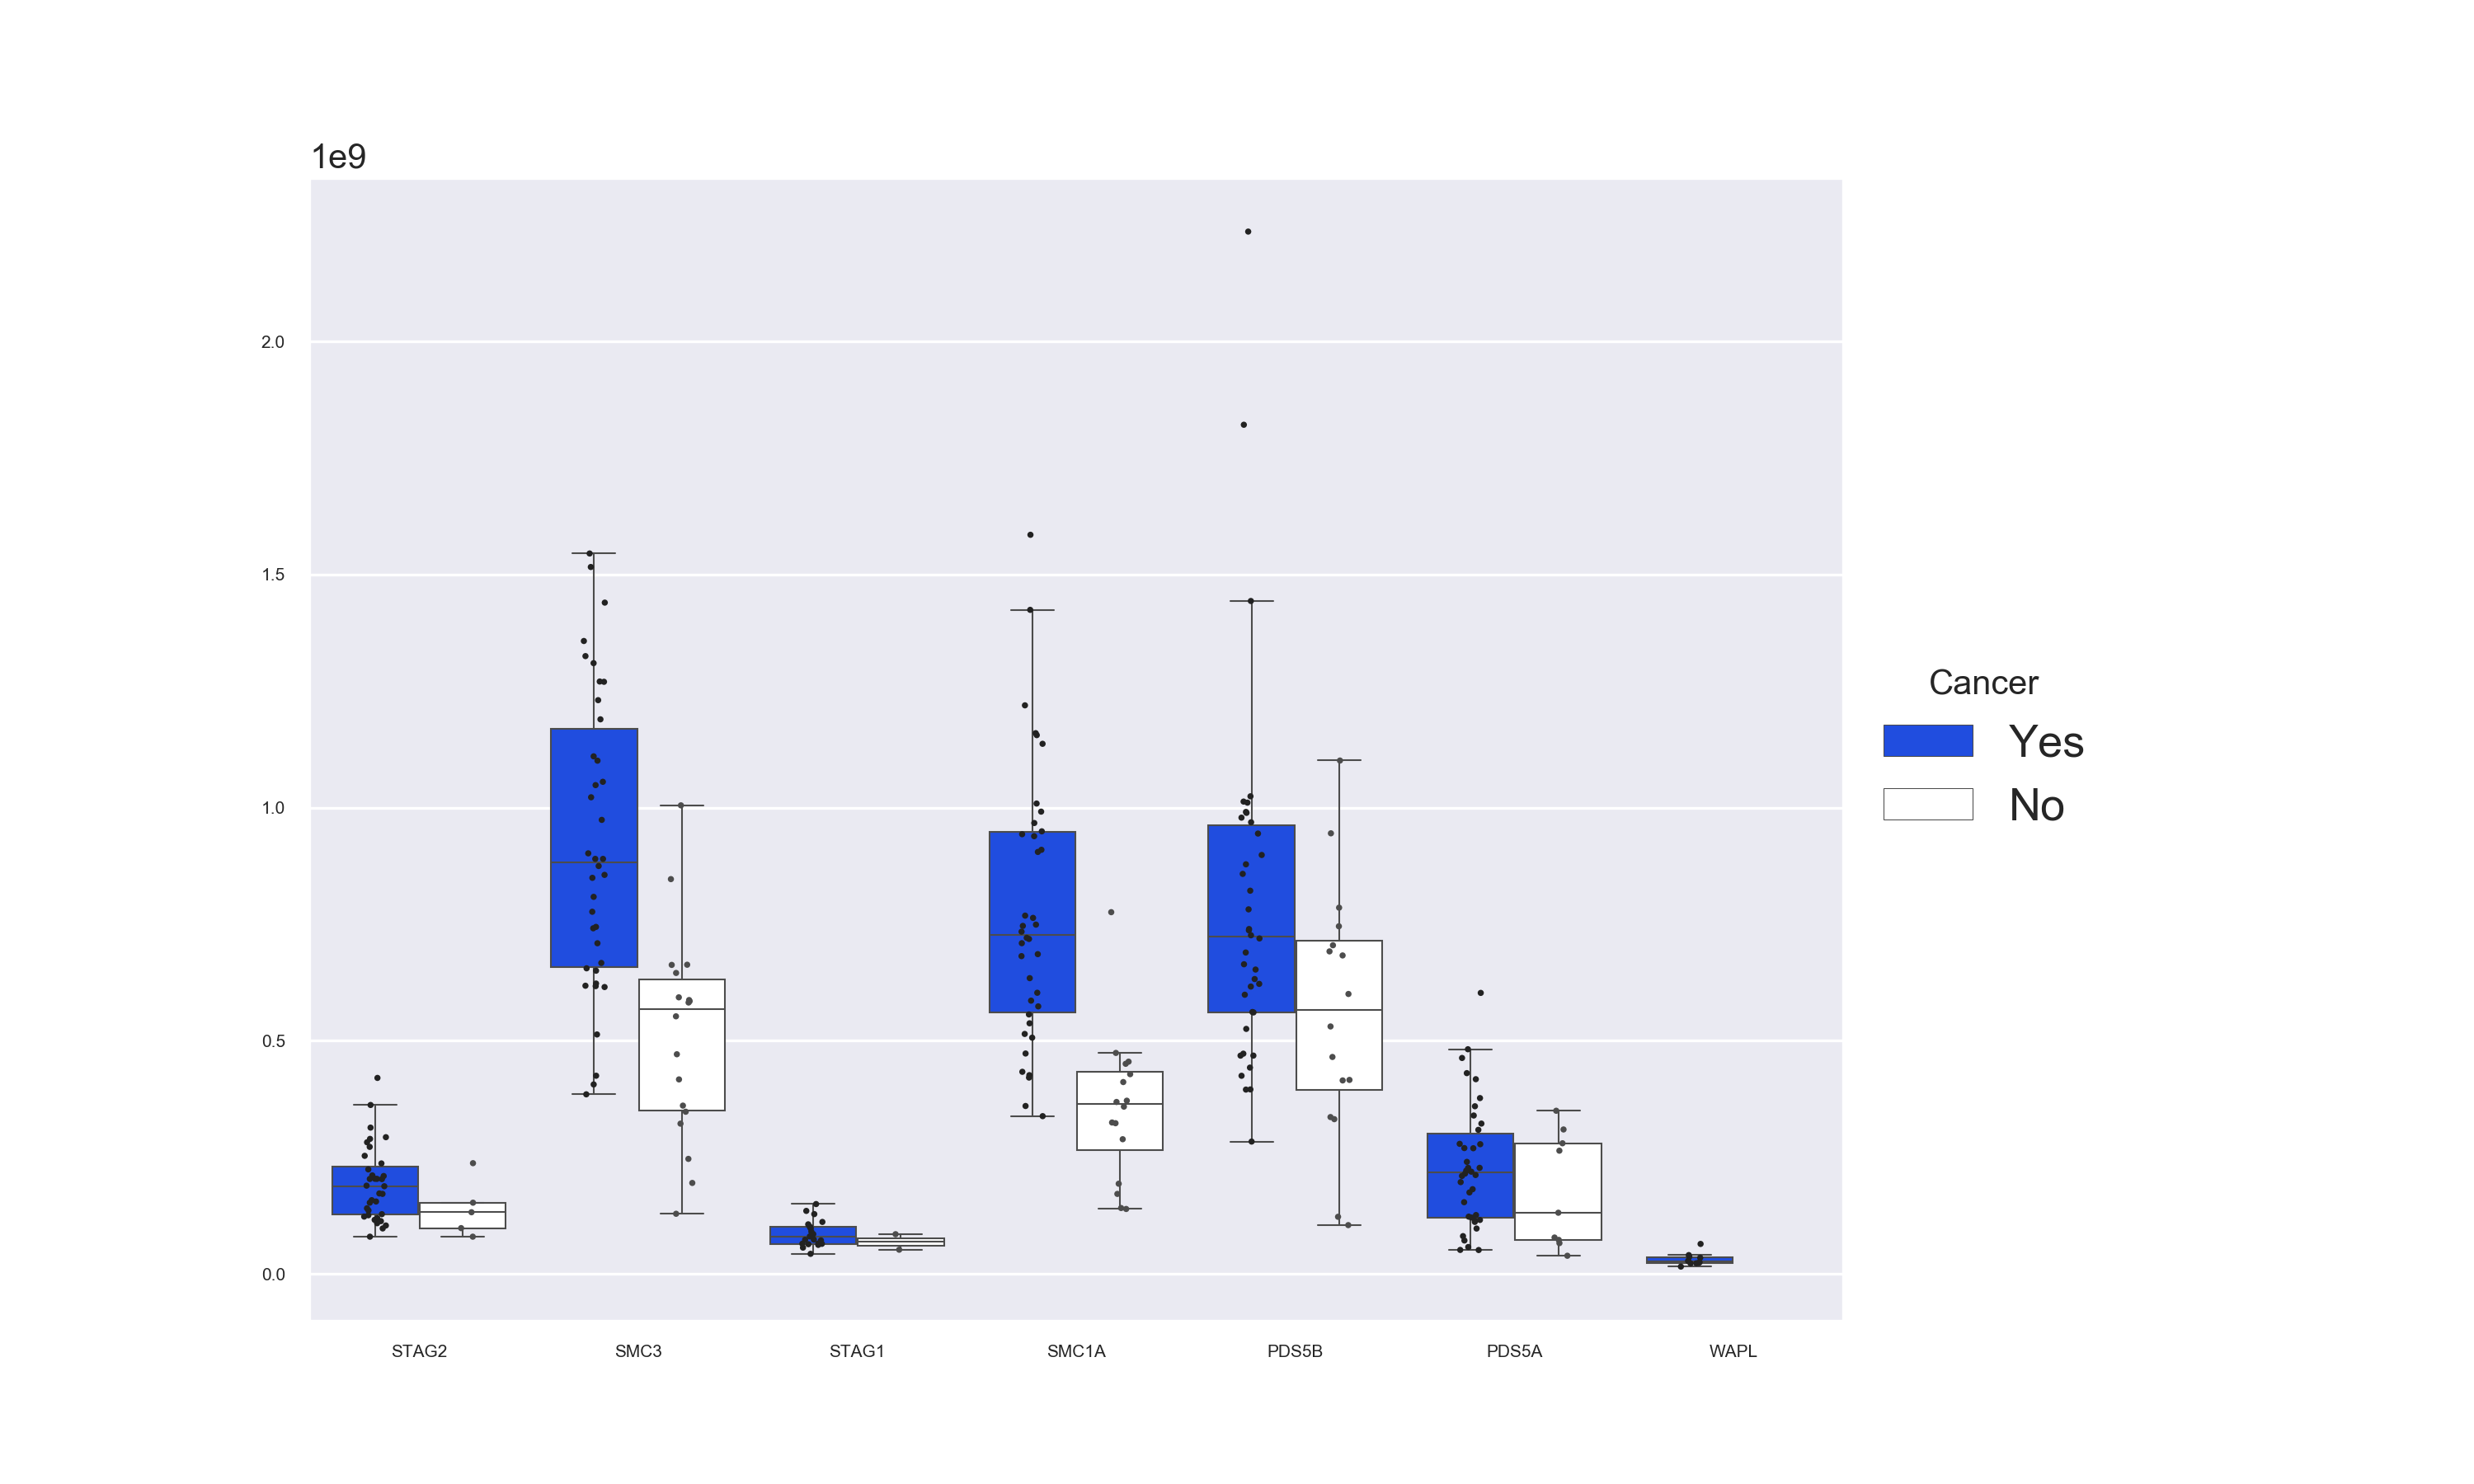 1e9
2.0
1.5
1.0
0.5
0.0
STAG2 SMC3 STAG1 SMC1A PDS5B PDS5A WAPL
Cancer
Yes
No